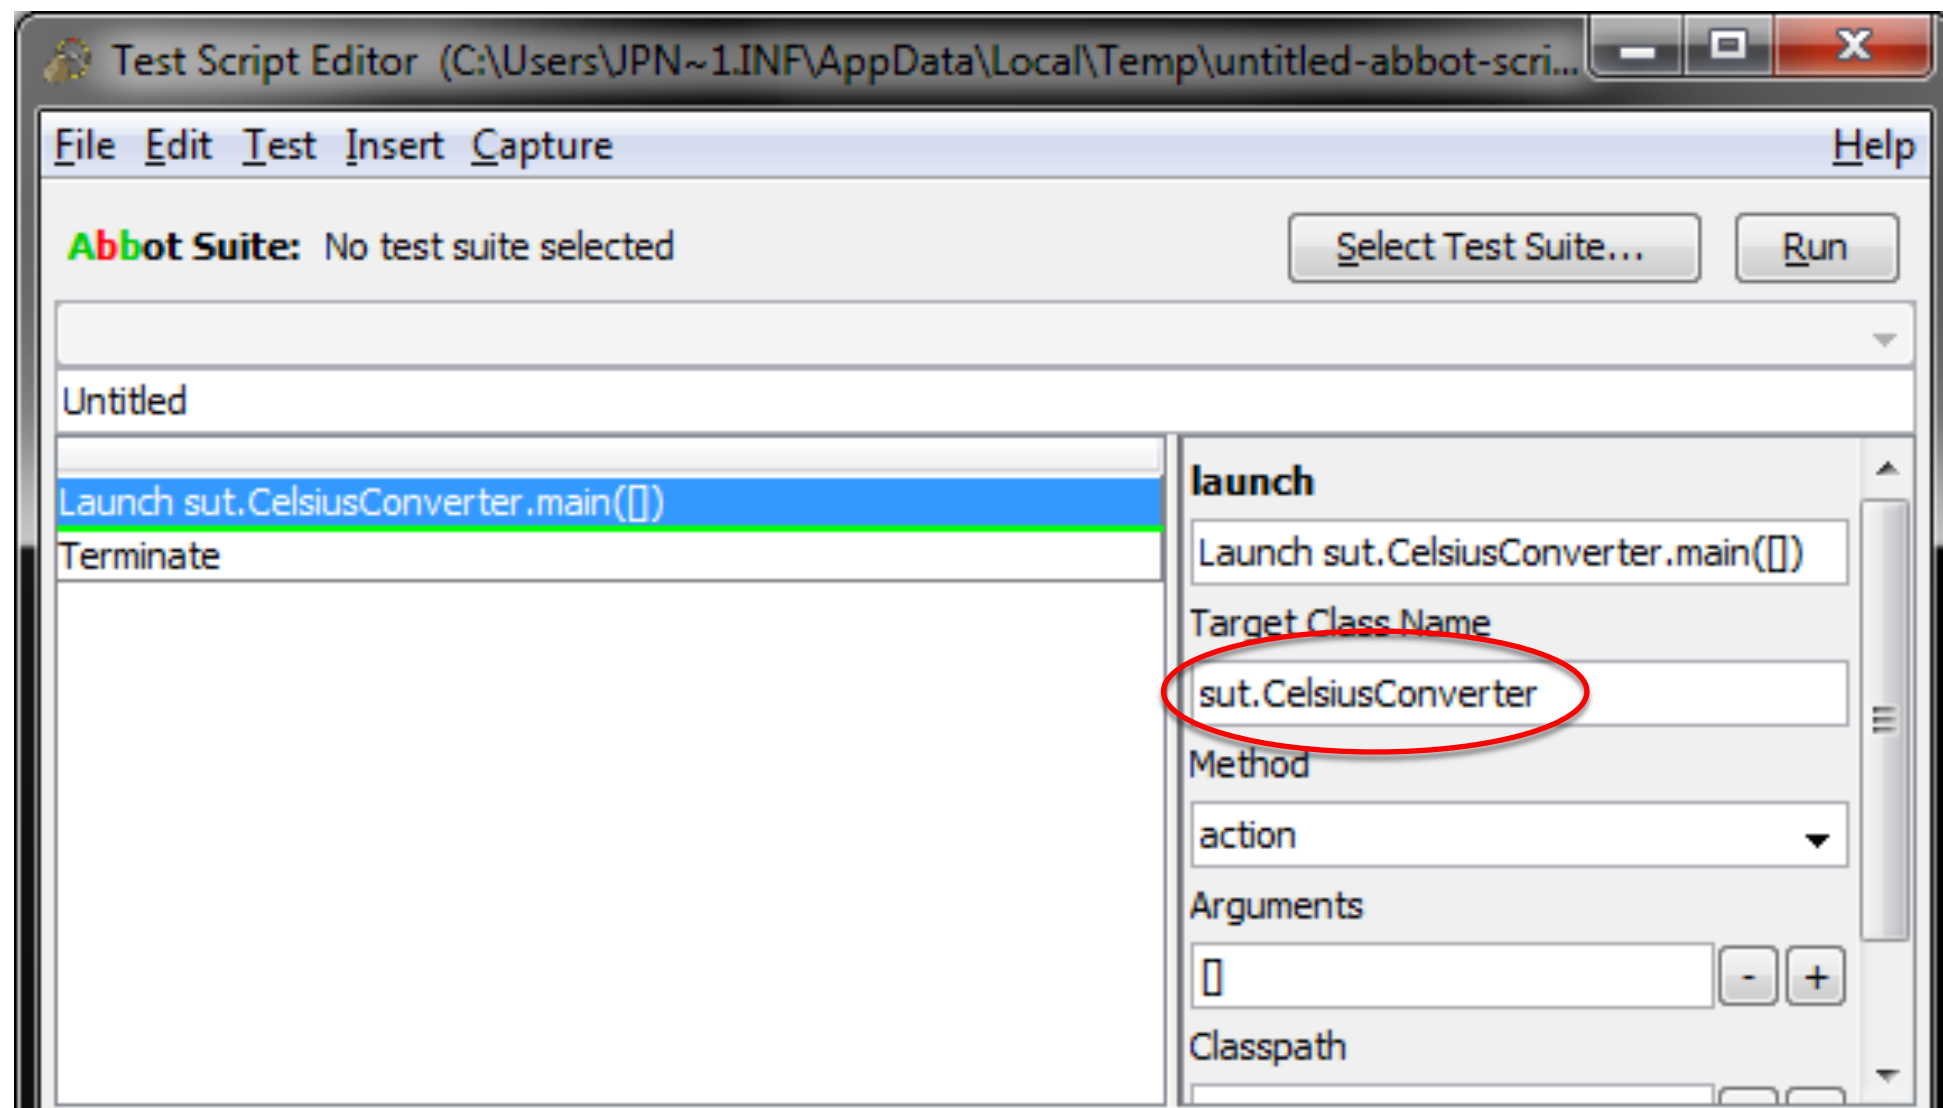 Test Script Editor (C:\Users\JPN~1.INF\AppData\Local\Temp\untitled-abbot-scri...
File Edit Test Insert Capture Help
Abbot Suite: No test suite selected Select Test Suite... Run
Untitled
Launch sut.CelsiusConverter.main([])
Terminate
launch
Launch sut.CelsiusConverter.main([])
Target Class Name
sut.CelsiusConverter
Method
action
Arguments
[] - +
Classpath